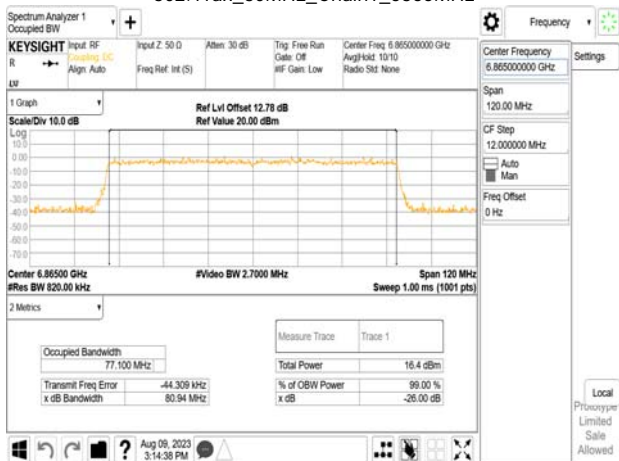 Spectrum Analyzer 1
Occupied BW
Frequency
KEYSIGHT
R
Input: RF
Coupling: DC
Align: Auto
Input Z: 50 Ω
Freq Ref: Int (S)
Atten: 30 dB
Trig: Free Run
Gate: Off
#IF Gain: Low
Center Freq: 6.865000000 GHz
Avg|Hold: 10/10
Radio Std: None
Center Frequency
6.865000000 GHz
Settings
Span
120.00 MHz
CF Step
12.000000 MHz
Auto
Man
Freq Offset
0 Hz
1 Graph
Scale/Div 10.0 dB
Ref Lvl Offset 12.78 dB
Ref Value 20.00 dBm
Log
10.0
0.00
-10.0
-20.0
-30.0
-40.0
-50.0
-60.0
-70.0
Center 6.86500 GHz
#Video BW 2.7000 MHz
Span 120 MHz
#Res BW 820.00 kHz
Sweep 1.00 ms (1001 pts)
2 Metrics
Measure Trace
Trace 1
Occupied Bandwidth
77.100 MHz
Total Power
16.4 dBm
Transmit Freq Error
-44.309 kHz
% of OBW Power
99.00 %
x dB Bandwidth
80.94 MHz
x dB
-26.00 dB
Local
Prototype
Limited
Sale
Allowed
?
Aug 09, 2023
3:14:38 PM